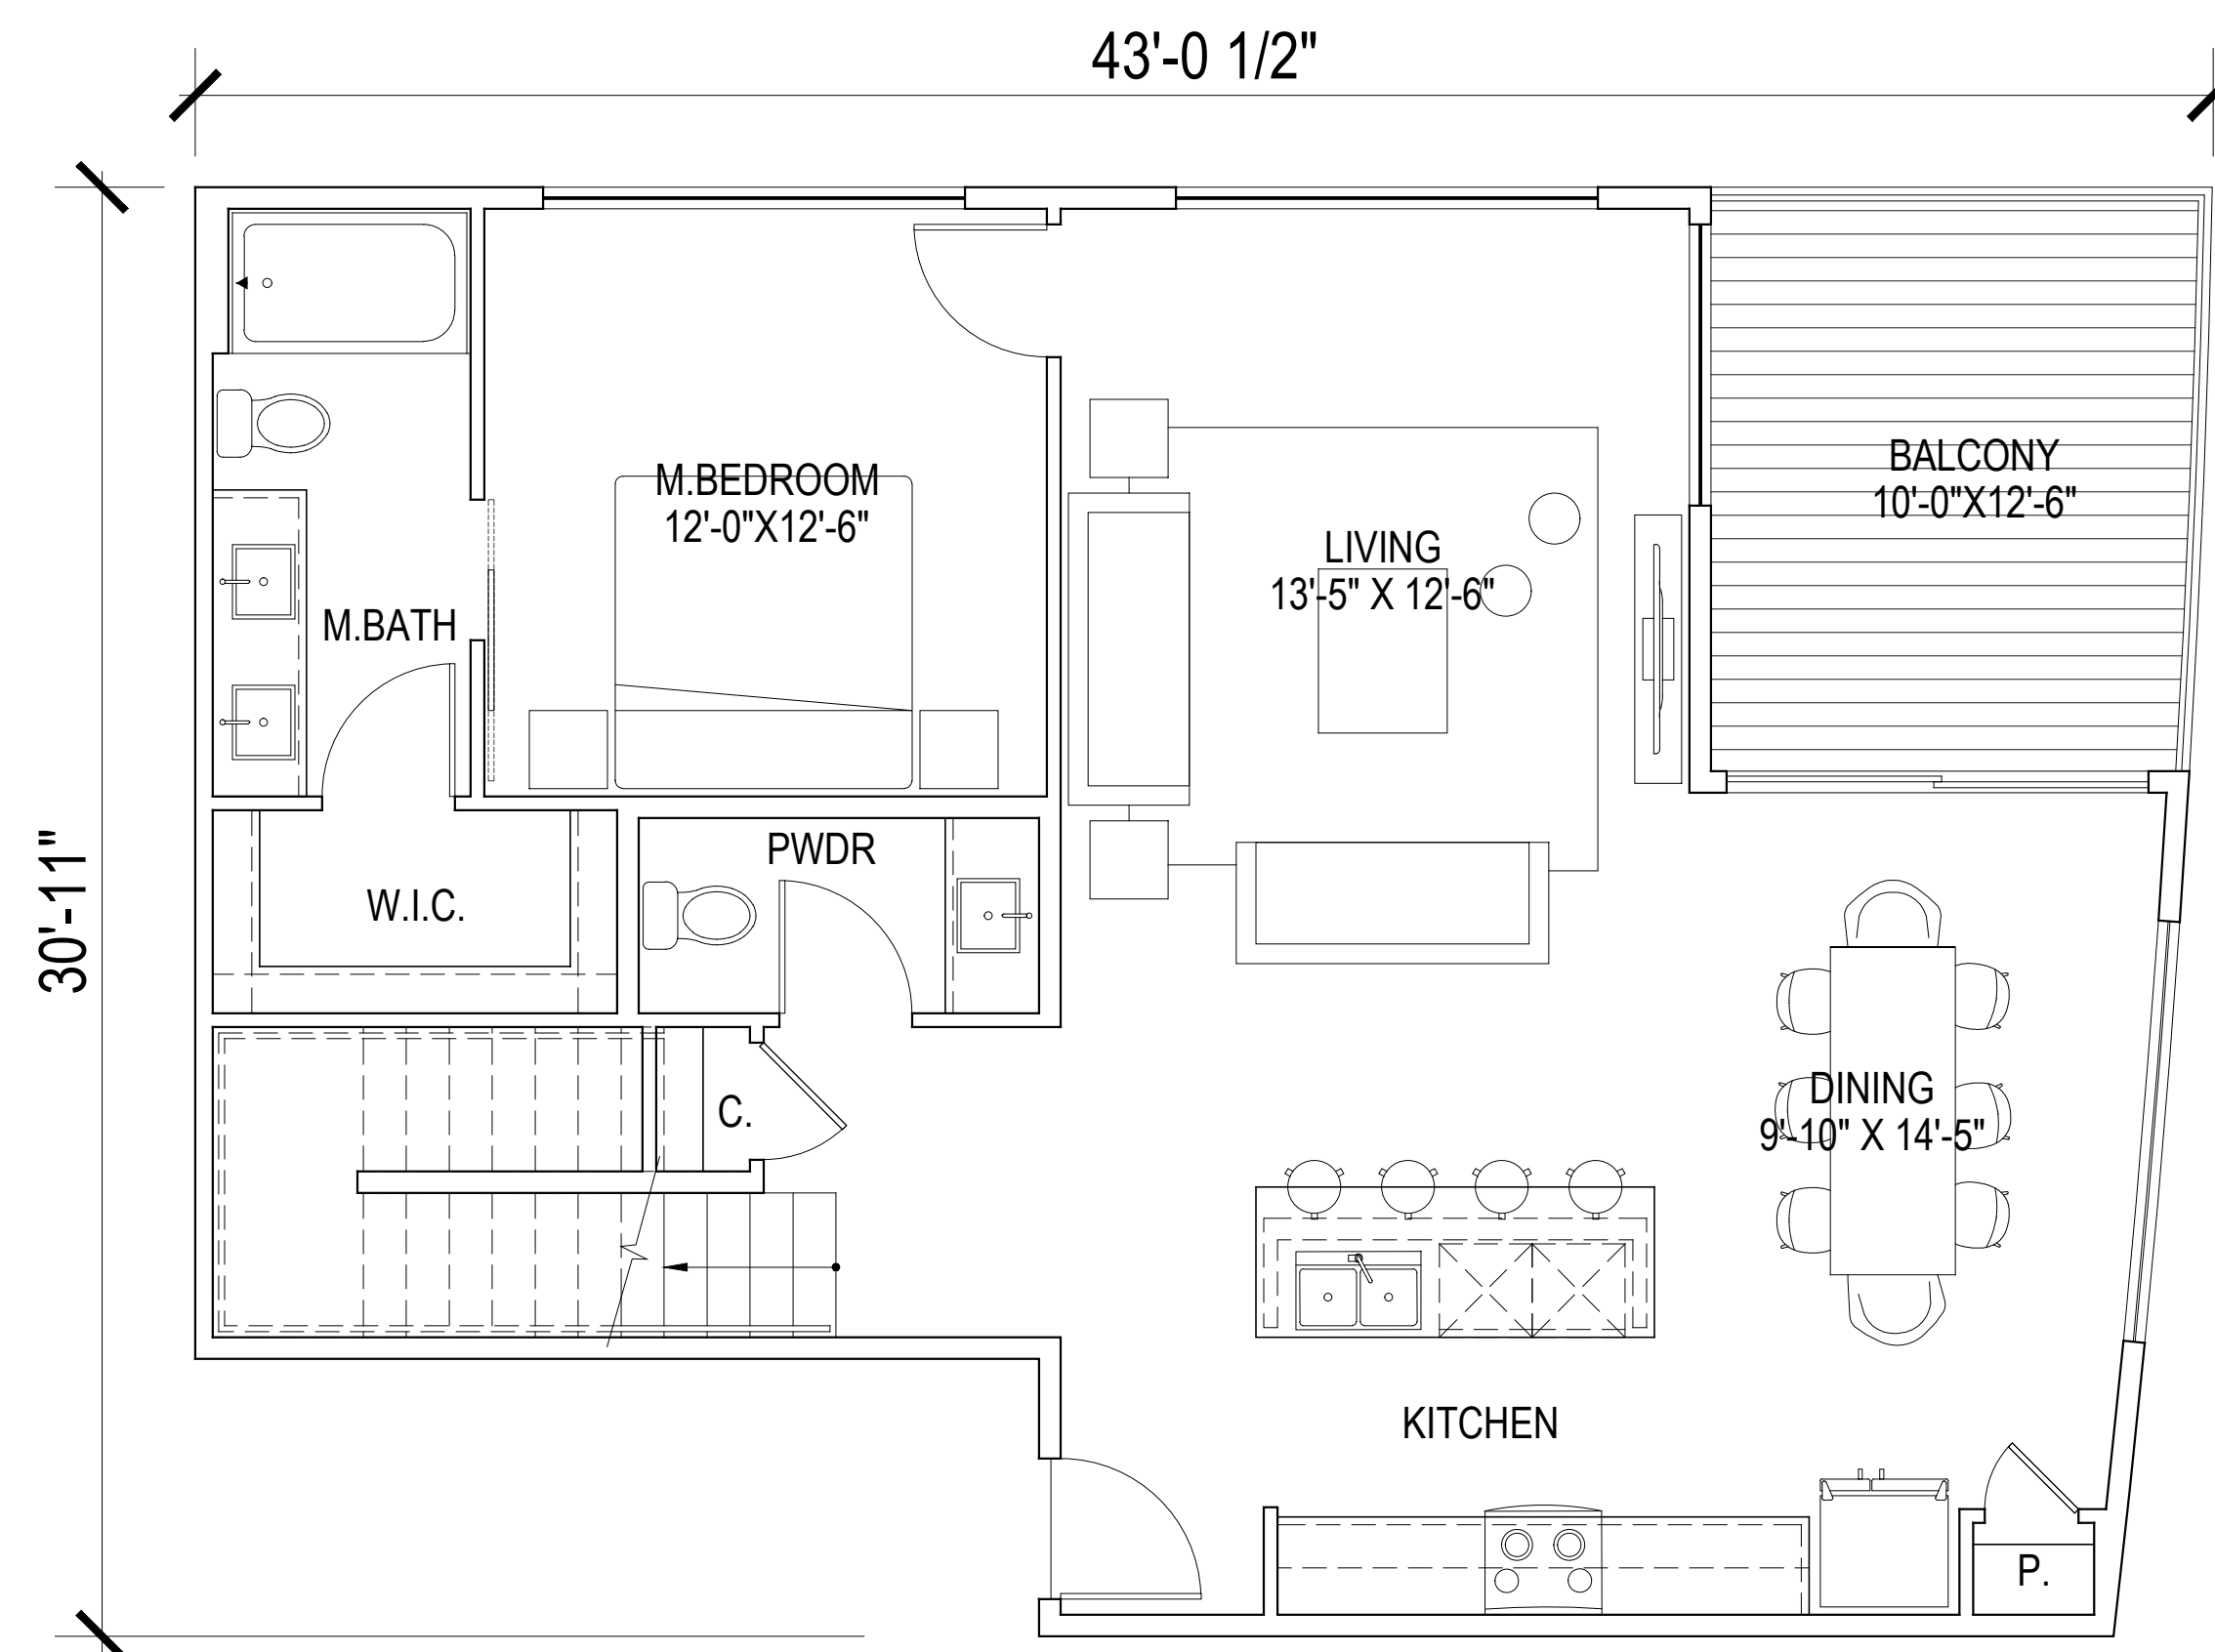 43'-0 1/2"
30'-11"
M.BEDROOM
12'-0"X12'-6"
BALCONY
10'-0"X12'-6"
LIVING
13'-5" X 12'-6"
M.BATH
PWDR
W.I.C.
C.
DINING
9'-10" X 14'-5"
KITCHEN
P.